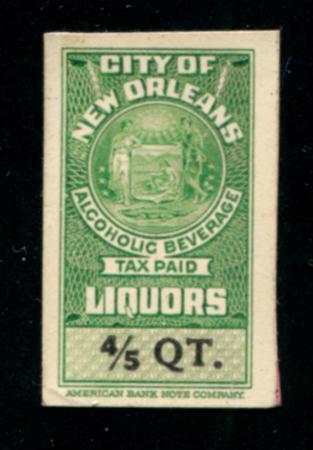 CITY OF
NEW ORLEANS
ALCOHOLIC BEVERAGE
TAX PAID
LIQUORS
4/5 QT.
AMERICAN BANK NOTE COMPANY.